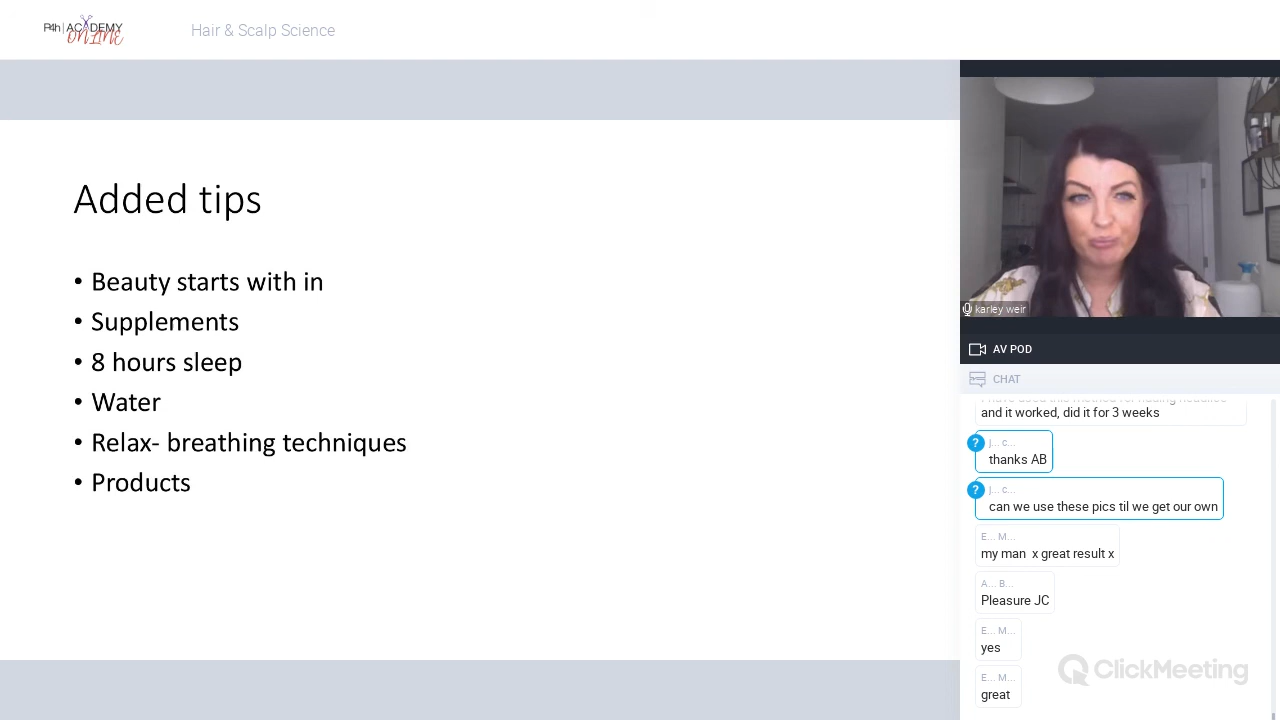 P4h | ACADEMY
ONLINE
Hair & Scalp Science
Added tips
• Beauty starts with in
• Supplements
• 8 hours sleep
• Water
• Relax- breathing techniques
• Products
karley weir
AV POD
CHAT
and it worked, did it for 3 weeks
? j... c...
thanks AB
? j... c...
can we use these pics til we get our own
E... M...
my man x great result x
A... B...
Pleasure JC
E... M...
yes
E... M...
great
ClickMeeting